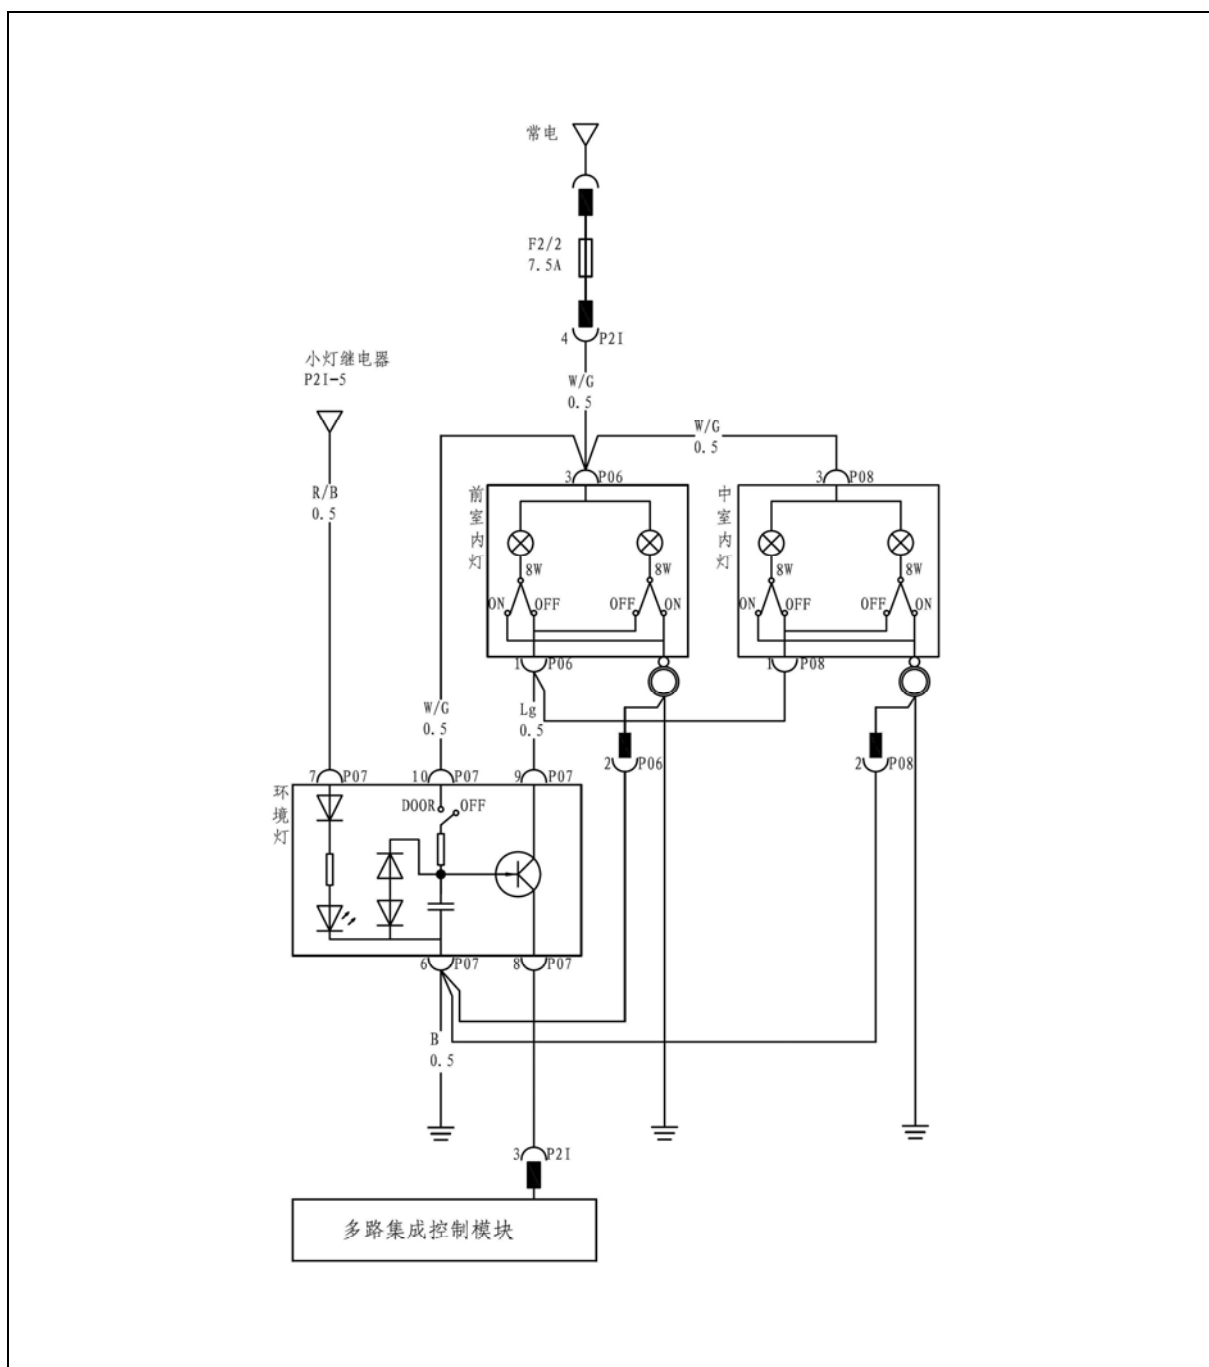 常电
F2/2
7.5A
4 P2I
小灯继电器
P2I-5
W/G
0.5
W/G
0.5
R/B
0.5
3 P06
3 P08
前室内灯
中室内灯
8W
8W
8W
8W
ON OFF OFF ON
ON OFF OFF ON
1 P06
1 P08
W/G
0.5
Lg
0.5
2 P06
2 P08
7 P07
10 P07
9 P07
环境灯
DOOR OFF
6 P07
8 P07
B
0.5
3 P2I
多路集成控制模块